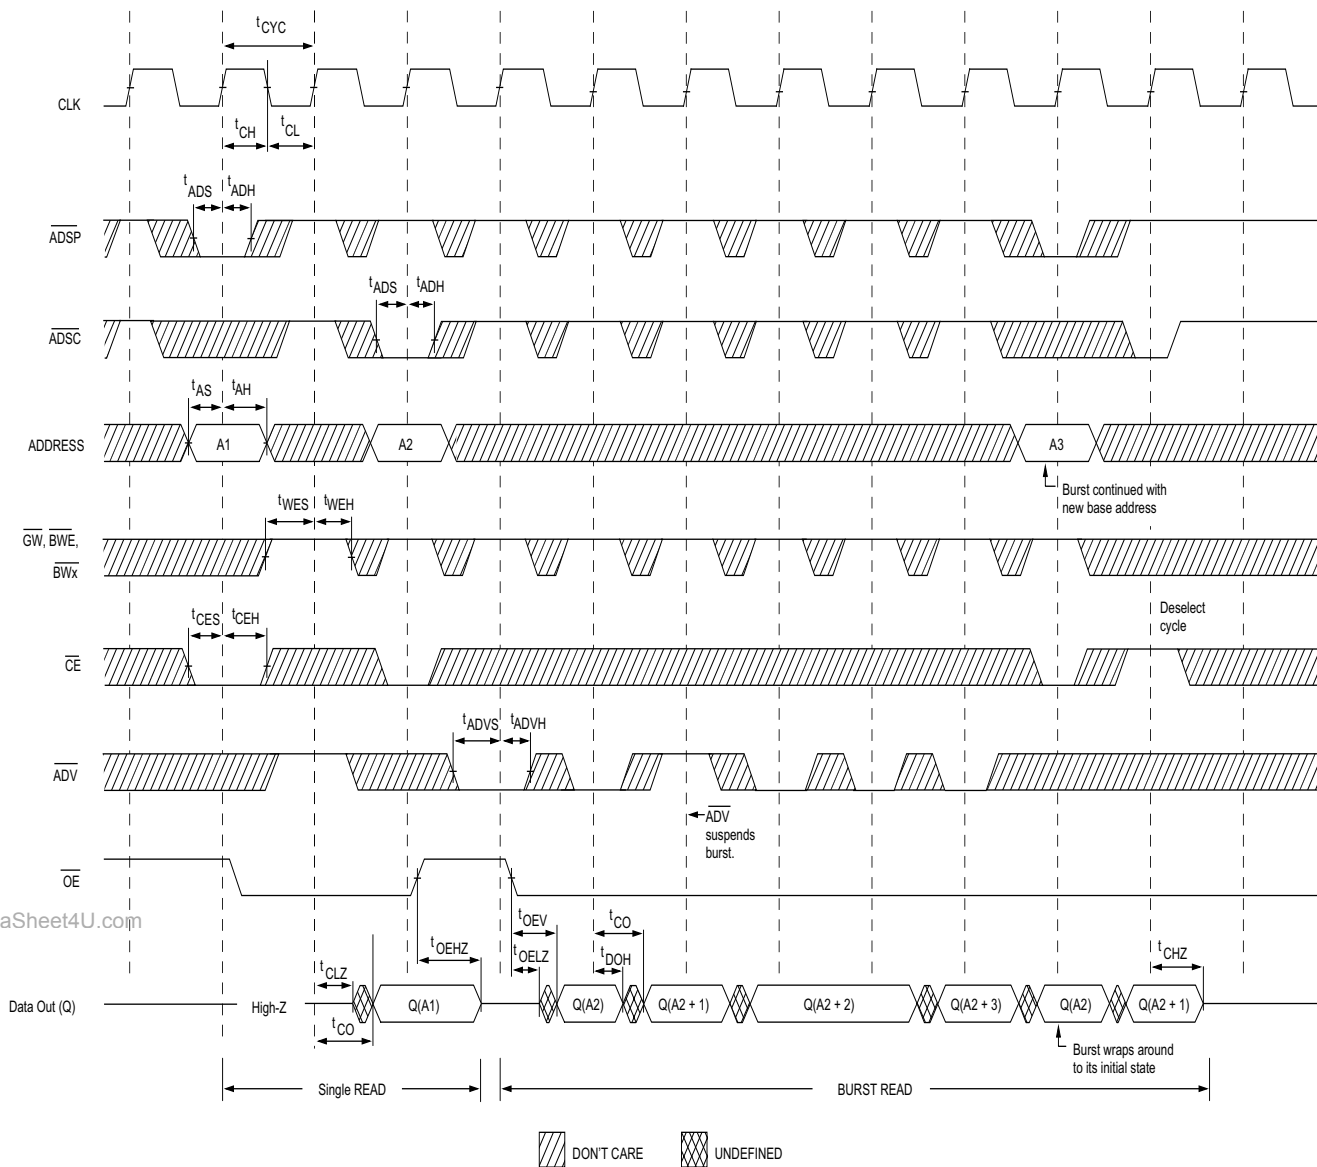 tCYC
CLK
tCH
tCL
tADS
tADH
ADSP
tADS
tADH
ADSC
tAS
tAH
ADDRESS
A1
A2
A3
Burst continued with
new base address
tWES
tWEH
GW, BWE,
BWx
tCES
tCEH
Deselect
cycle
CE
tADVS
tADVH
ADV
ADV
suspends
burst.
OE
aSheet4U.com
tOEV
tCO
tOEHZ
tOELZ
tDOH
tCHZ
tCLZ
Data Out (Q)
High-Z
Q(A1)
Q(A2)
Q(A2 + 1)
Q(A2 + 2)
Q(A2 + 3)
Q(A2)
Q(A2 + 1)
tCO
Burst wraps around
to its initial state
Single READ
BURST READ
DON'T CARE
UNDEFINED